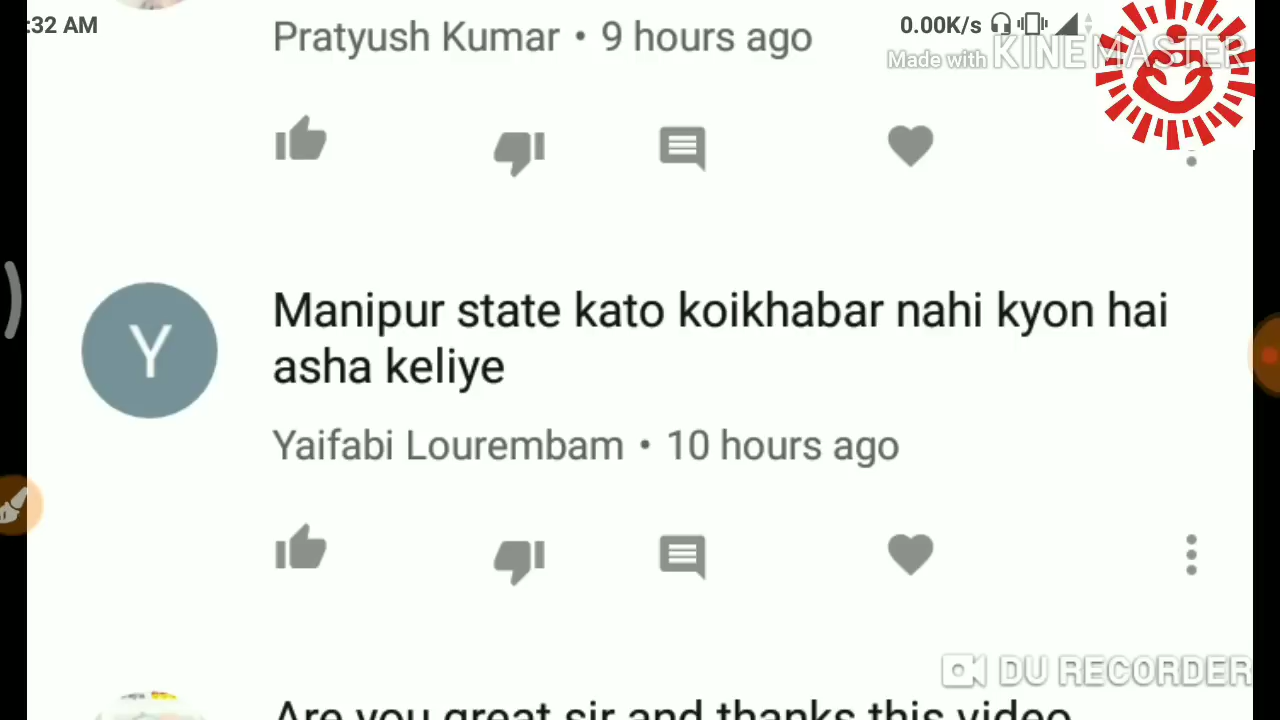 :32 AM
0.00K/s
Made with KINEMASTER
Pratyush Kumar • 9 hours ago
Y
Manipur state kato koikhabar nahi kyon hai
asha keliye
Yaifabi Lourembam • 10 hours ago
DU RECORDER
Are you great sir and thanks this video